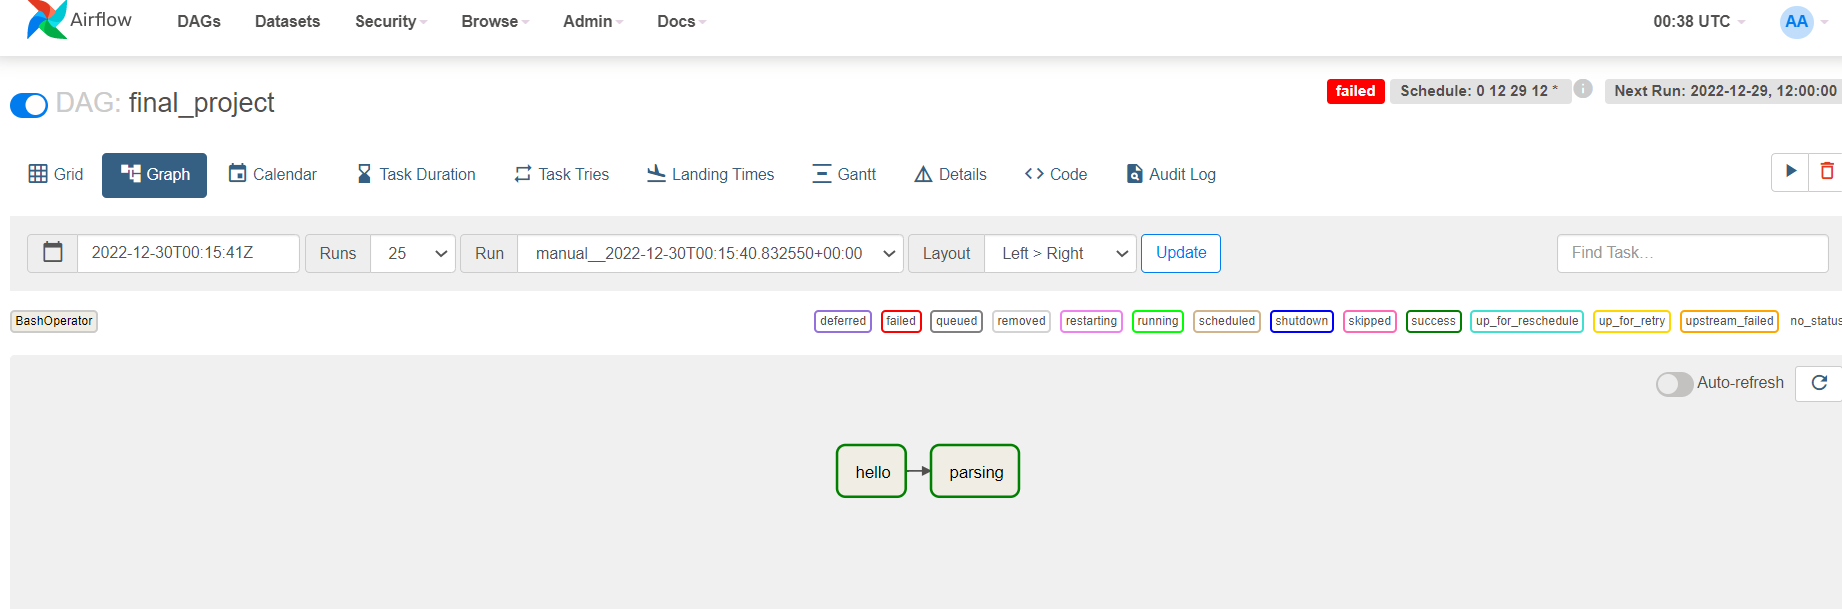 Airflow DAGs Datasets Security Browse Admin Docs 00:38 UTC AA
DAG: final_project failed Schedule: 0 12 29 12 * i Next Run: 2022-12-29, 12:00:00
Grid Graph Calendar Task Duration Task Tries Landing Times Gantt Details Code Audit Log
2022-12-30T00:15:41Z Runs 25 Run manual__2022-12-30T00:15:40.832550+00:00 Layout Left > Right Update Find Task...
BashOperator deferred failed queued removed restarting running scheduled shutdown skipped success up_for_reschedule up_for_retry upstream_failed no_status
Auto-refresh
hello parsing